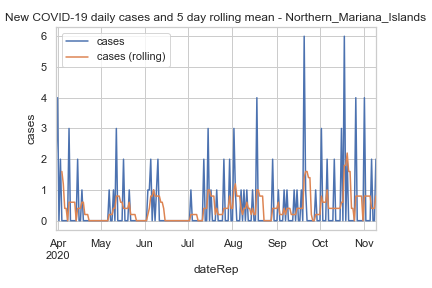 New COVID-19 daily cases and 5 day rolling mean - Northern_Mariana_Islands
cases
cases (rolling)
6
5
4
3
2
1
0
cases
Apr May Jun Jul Aug Sep Oct Nov
2020
dateRep